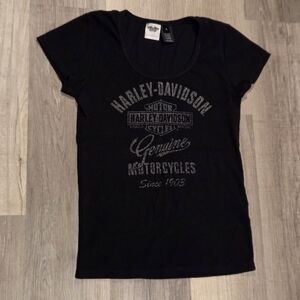 HARLEY-DAVIDSON
MOTOR
HARLEY-DAVIDSON
CYCLES
Genuine
MOTORCYCLES
Since 1903